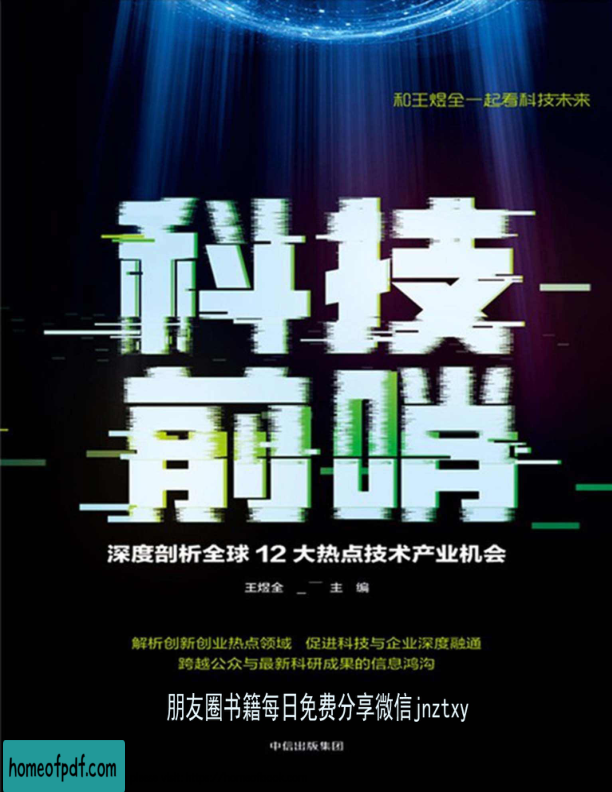 和王煜全一起看科技未来
科技
前哨
深度剖析全球 12 大热点技术产业机会
王煜全 主 编
解析创新创业热点领域 促进科技与企业深度融通
跨越公众与最新科研成果的信息鸿沟
朋友圈书籍每日免费分享微信jnztxy
中信出版集团
homeofpdf.com